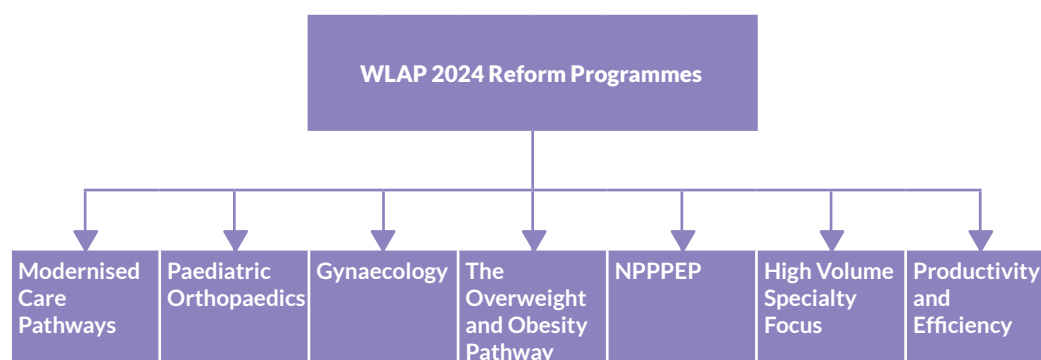 WLAP 2024 Reform Programmes
Modernised
Care
Pathways
Paediatric
Orthopaedics
Gynaecology
The
Overweight
and Obesity
Pathway
NPPPEP
High Volume
Specialty
Focus
Productivity
and
Efficiency